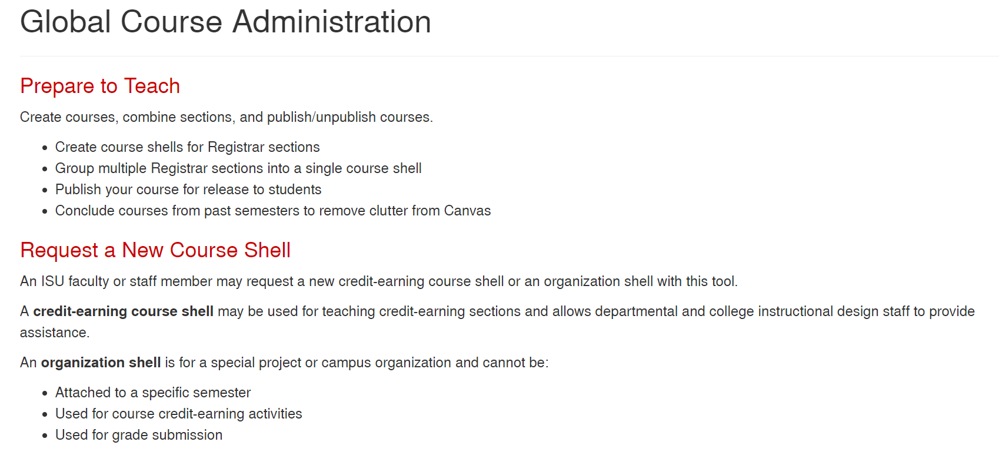 Global Course Administration
Prepare to Teach
Create courses, combine sections, and publish/unpublish courses.
• Create course shells for Registrar sections
• Group multiple Registrar sections into a single course shell
• Publish your course for release to students
• Conclude courses from past semesters to remove clutter from Canvas
Request a New Course Shell
An ISU faculty or staff member may request a new credit-earning course shell or an organization shell with this tool.
A credit-earning course shell may be used for teaching credit-earning sections and allows departmental and college instructional design staff to provide
assistance.
An organization shell is for a special project or campus organization and cannot be:
• Attached to a specific semester
• Used for course credit-earning activities
• Used for grade submission